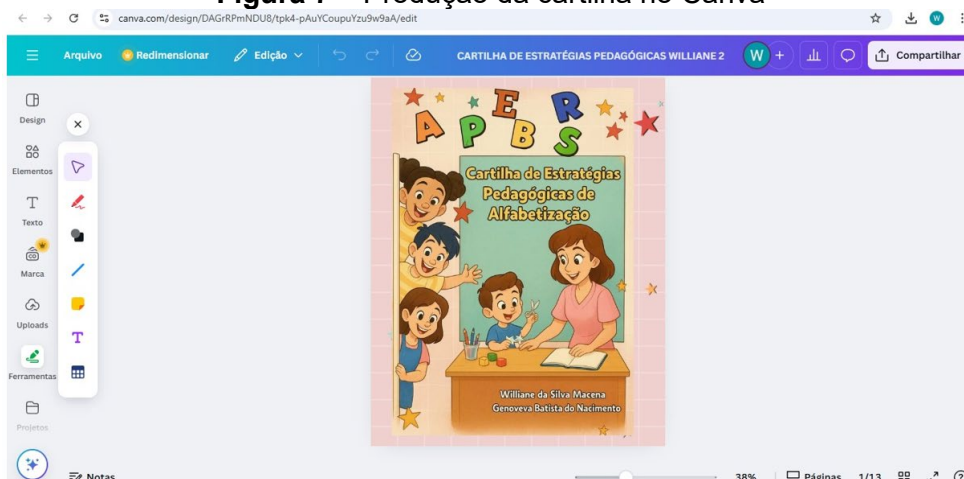 Produção da cartilha no Canva
canva.com/design/DAGrRPmNDU8/tpk4-pAuYCoupuYzu9w9aA/edit
W
Arquivo
Redimensionar
Edição
CARTILHA DE ESTRATÉGIAS PEDAGÓGICAS WILLIANE 2
W
+
Compartilhar
Design
Elementos
Texto
Marca
Uploads
Ferramentas
Projetos
T
A P E B R S
Cartilha de Estratégias
Pedagógicas de
Alfabetização
Williane da Silva Macena
Genoveva Batista do Nacimento
Notas
38%
Páginas
1/13